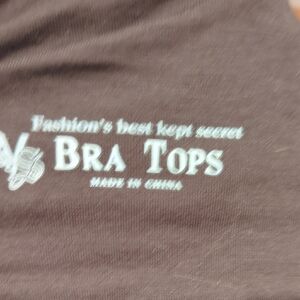 Fashion's best kept secret
BRA TOPS
MADE IN CHINA